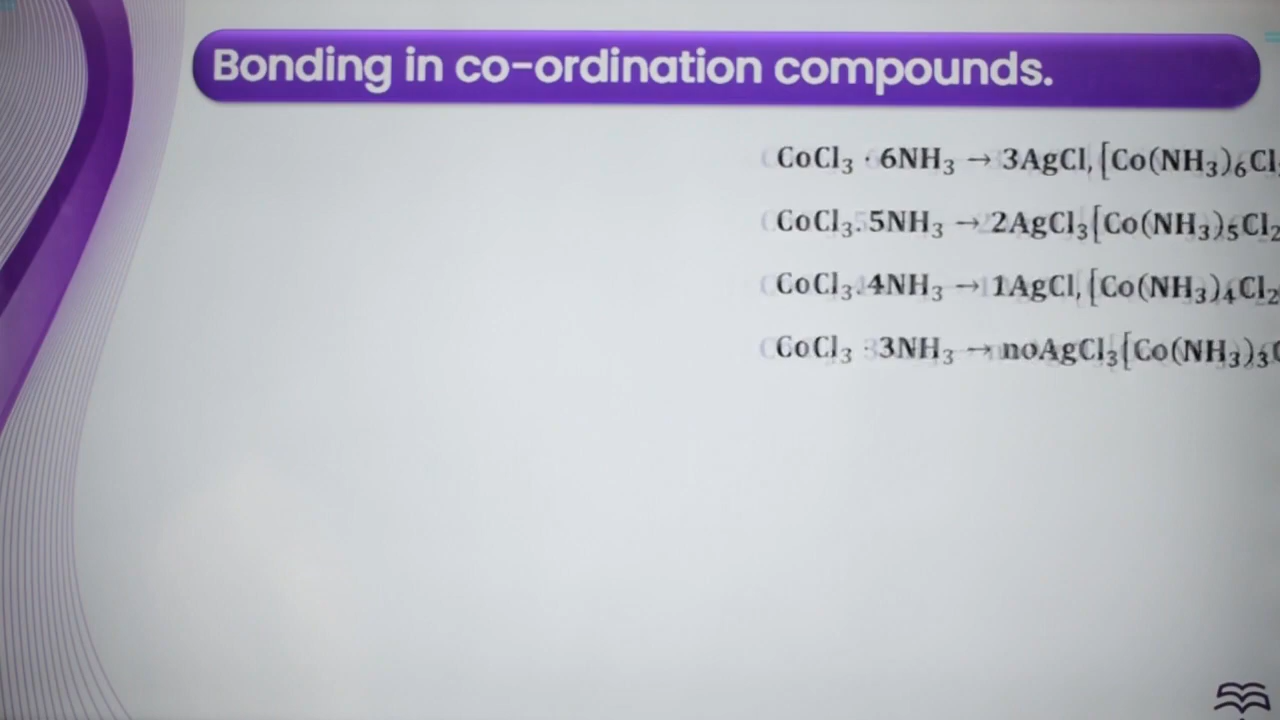 Bonding in co-ordination compounds.
CoCl₃ · 6NH₃ → 3AgCl, [Co(NH₃)₆Cl
CoCl₃. 5NH₃ → 2AgCl₃[Co(NH₃)₅Cl₂
CoCl₃. 4NH₃ → 1AgCl, [Co(NH₃)₄Cl₂
CoCl₃ · 3NH₃ → noAgCl₃[Co(NH₃)₃